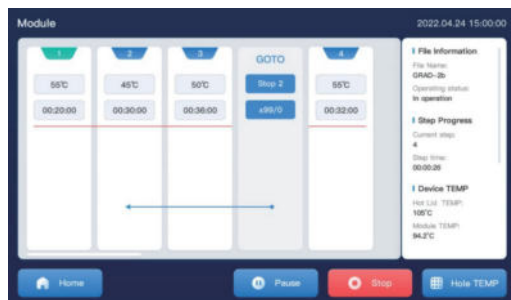 Module
2022.04.24 15:00:00
1
2
3
GOTO
4
55℃
45℃
50℃
Stop 2
55℃
00:20:00
00:30:00
00:36:00
x99/0
00:32:00
File Information
File Name:
GRAD-2b
Operating status:
In operation
Step Progress
Current step:
4
Step time:
00:00:26
Device TEMP
Hot Lid TEMP:
105℃
Module TEMP:
94.2℃
Home
Pause
Stop
Hole TEMP